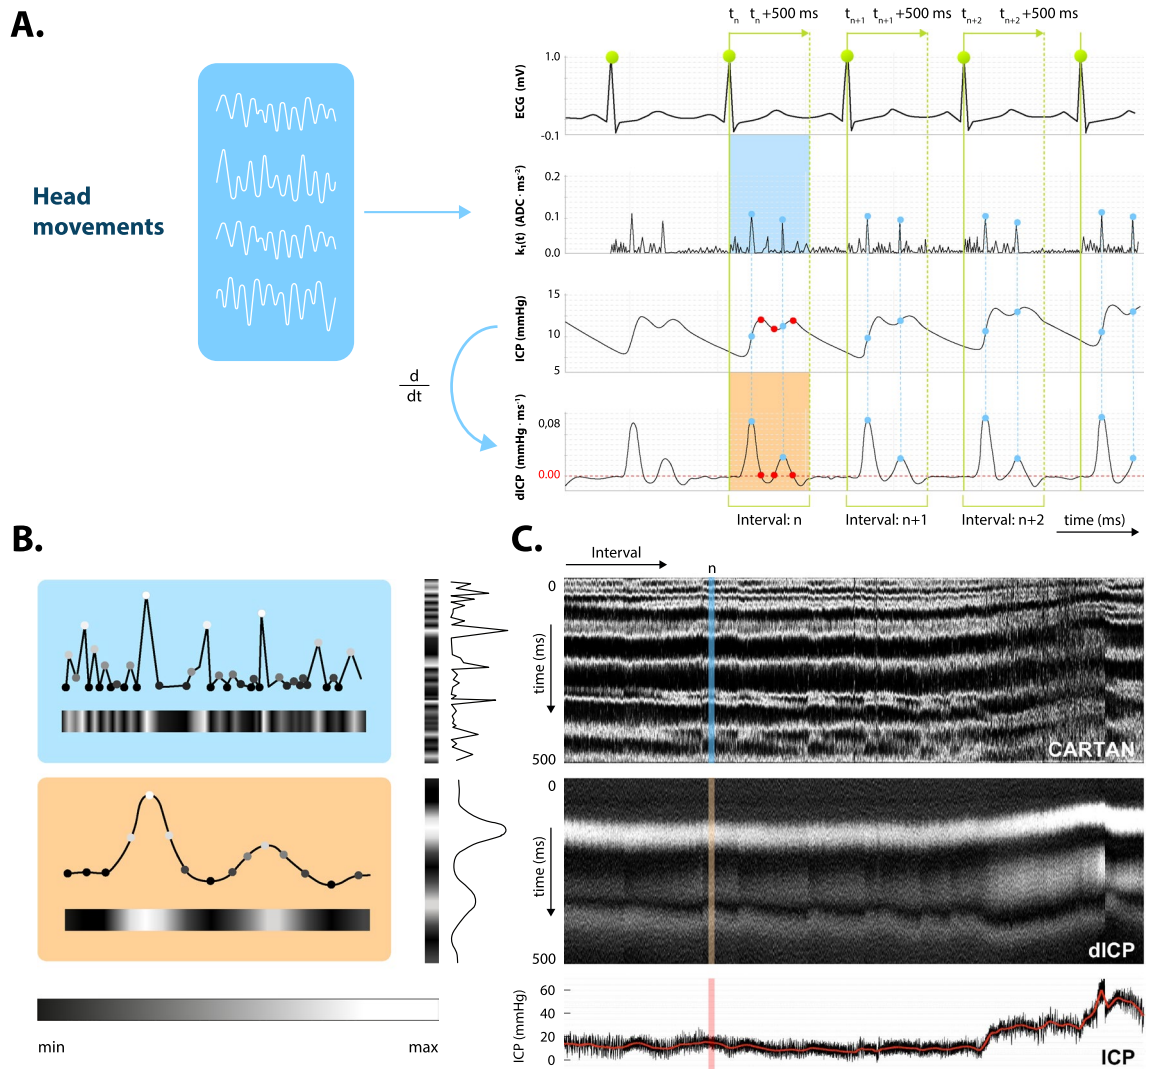 A.
t_n t_n +500 ms t_n+1 t_n+1 +500 ms t_n+2 t_n+2 +500 ms
ECG (mV)
1.0
-0.1
Head
movements
k₁(t) (ADC · ms⁻²)
0.2
0.1
0.0
ICP (mmHg)
15
10
5
d
dt
dICP (mmHg · ms⁻¹)
0,08
0.00
Interval: n Interval: n+1 Interval: n+2 time (ms)
B.
min max
C.
Interval
n
0
time (ms)
500
CARTAN
0
time (ms)
500
dICP
ICP (mmHg)
60
40
20
0
ICP